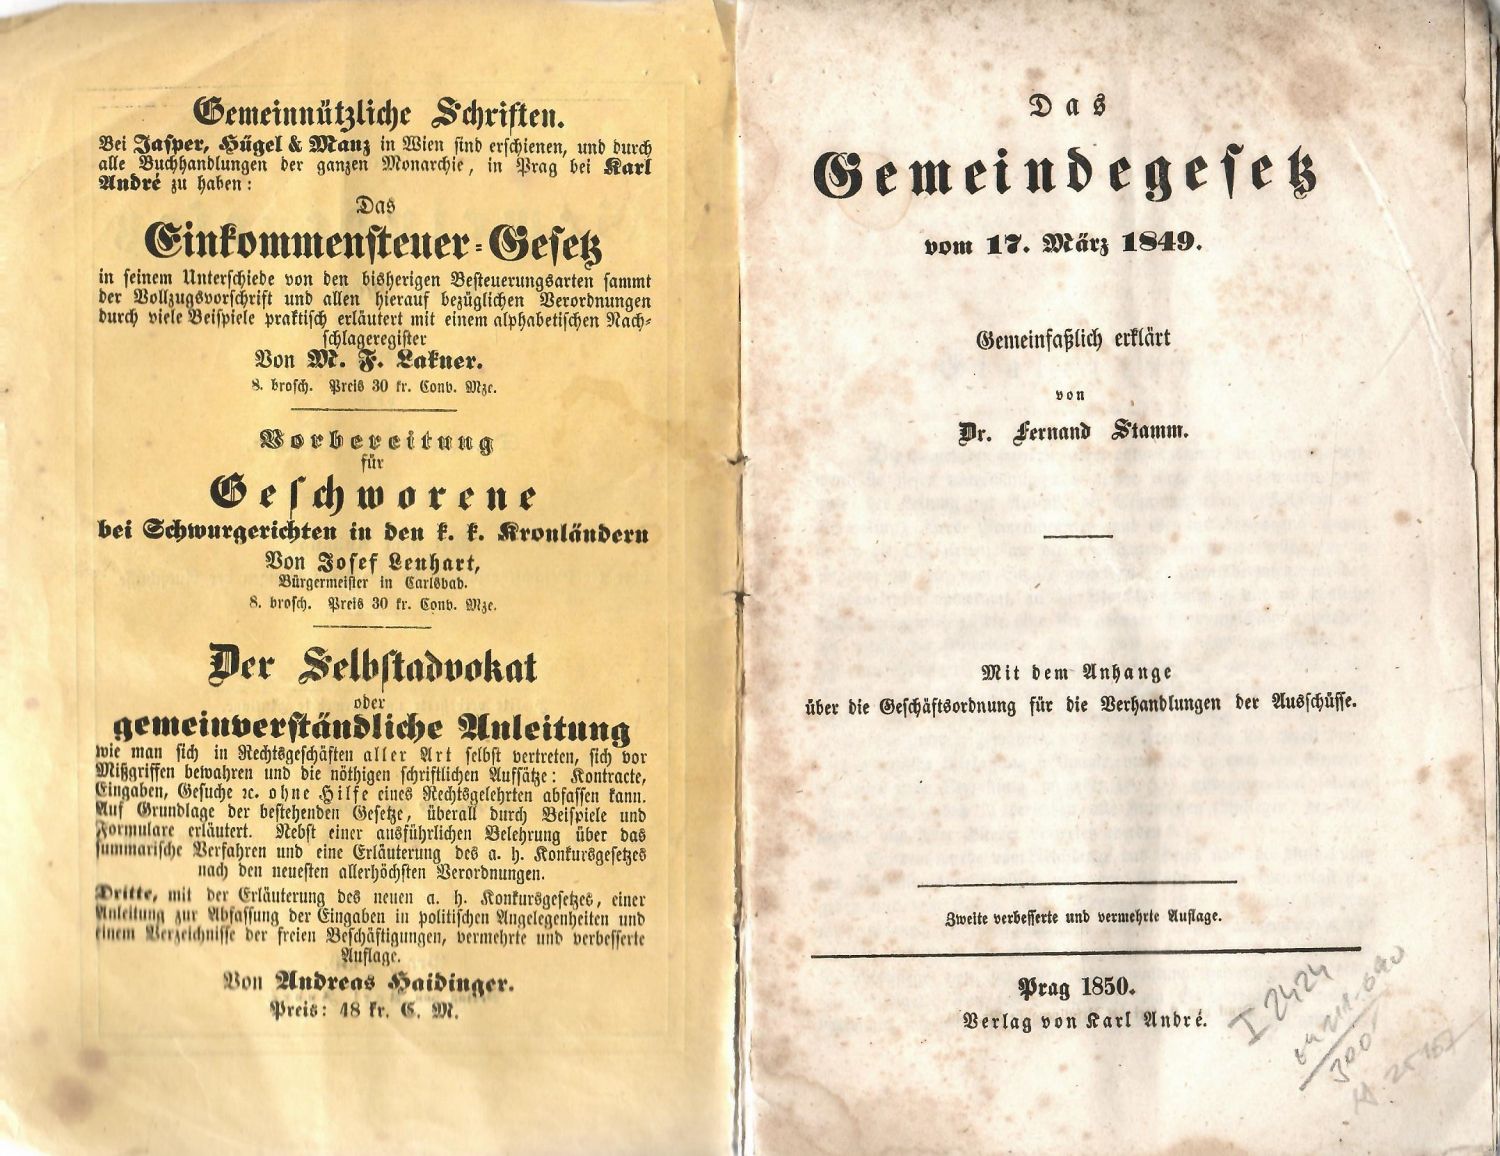 Gemeinnützliche Schriften.
Bei Jasper, Hügel & Manz in Wien sind erschienen, und durch
alle Buchhandlungen der ganzen Monarchie, in Prag bei Karl
André zu haben:
Das
Einkommensteuer-Gesetz
in seinem Unterschiede von den bisherigen Besteuerungsarten sammt
der Vollzugsvorschrift und allen hierauf bezüglichen Verordnungen
durch viele Beispiele praktisch erläutert mit einem alphabetischen Nach-
schlageregister
Von M. F. Lakner.
8. brosch. Preis 30 kr. Conv. Mze.
Vorbereitung
für
Geschworene
bei Schwurgerichten in den k. k. Kronländern
Von Josef Lenhart,
Bürgermeister in Carlsbad.
8. brosch. Preis 30 kr. Conv. Mze.
Der Selbstadvokat
oder
gemeinverständliche Anleitung
wie man sich in Rechtsgeschäften aller Art selbst vertreten, sich vor
Mißgriffen bewahren und die nöthigen schriftlichen Aufsätze: Kontracte,
Eingaben, Gesuche ꝛc. ohne Hilfe eines Rechtsgelehrten abfassen kann.
Auf Grundlage der bestehenden Gesetze, überall durch Beispiele und
Formulare erläutert. Nebst einer ausführlichen Belehrung über das
summarische Verfahren und eine Erläuterung des a. h. Konkursgesetzes
nach den neuesten allerhöchsten Verordnungen.
Dritte, mit der Erläuterung des neuen a. h. Konkursgesetzes, einer
Anleitung zur Abfassung der Eingaben in politischen Angelegenheiten und
einem Verzeichnisse der freien Beschäftigungen, vermehrte und verbesserte
Auflage.
Von Andreas Haidinger.
Preis: 48 kr. C. M.
Das
Gemeindegesetz
vom 17. März 1849.
Gemeinfaßlich erklärt
von
Dr. Fernand Stamm.
Mit dem Anhange
über die Geschäftsordnung für die Verhandlungen der Ausschüsse.
Zweite verbesserte und vermehrte Auflage.
Prag 1850.
Verlag von Karl André.
I 2424
300